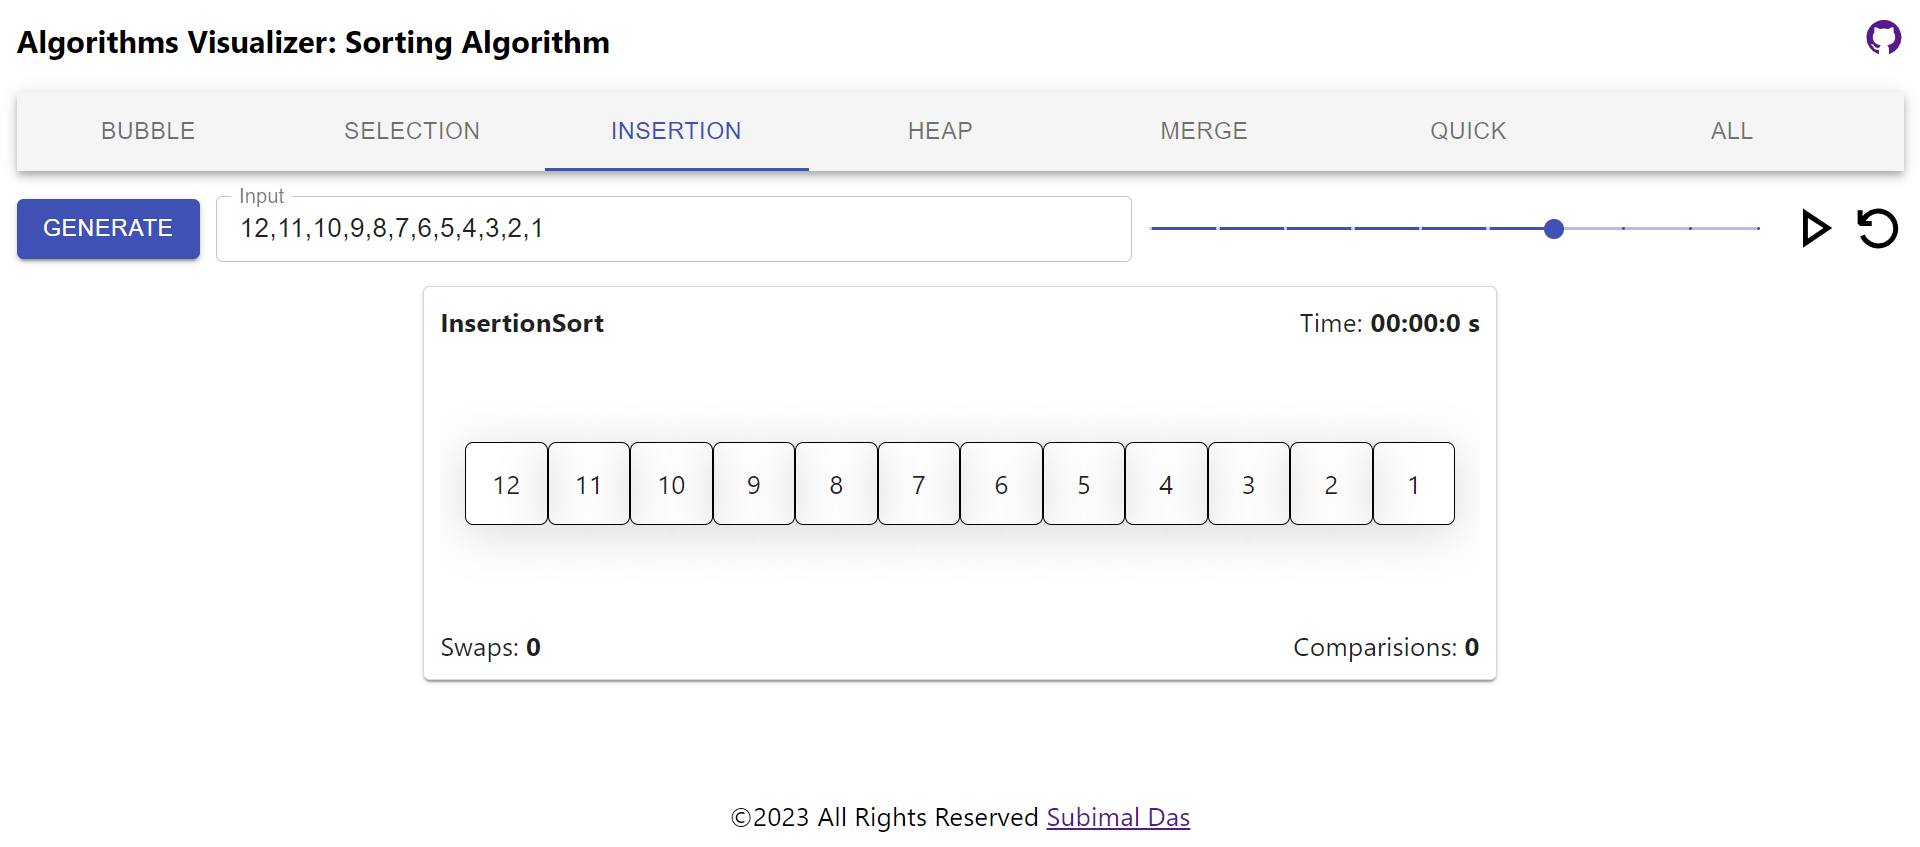 Algorithms Visualizer: Sorting Algorithm
BUBBLE SELECTION INSERTION HEAP MERGE QUICK ALL
GENERATE
Input
12,11,10,9,8,7,6,5,4,3,2,1
InsertionSort Time: 00:00:0 s
12 11 10 9 8 7 6 5 4 3 2 1
Swaps: 0 Comparisions: 0
©2023 All Rights Reserved Subimal Das